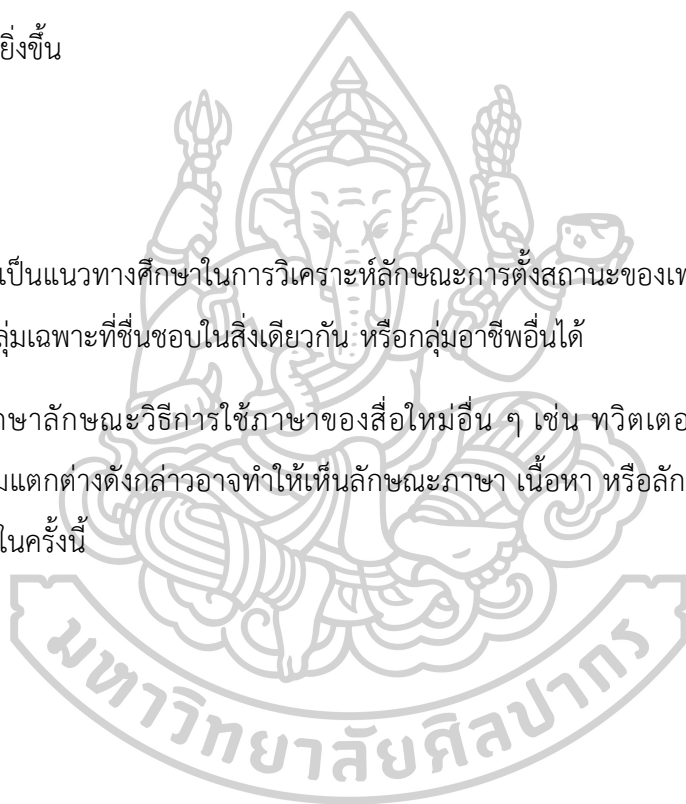 ยิ่งขึ้น
เป็นแนวทางศึกษาในการวิเคราะห์ลักษณะการตั้งสถานะของเฟ
ลุ่มเฉพาะที่ชื่นชอบในสิ่งเดียวกัน หรือกลุ่มอาชีพอื่นได้
าษาลักษณะวิธีการใช้ภาษาของสื่อใหม่อื่น ๆ เช่น ทวิตเตอ
มแตกต่างดังกล่าวอาจทำให้เห็นลักษณะภาษา เนื้อหา หรือลัก
ในครั้งนี้
มหาวิทยาลัยศิลปากร